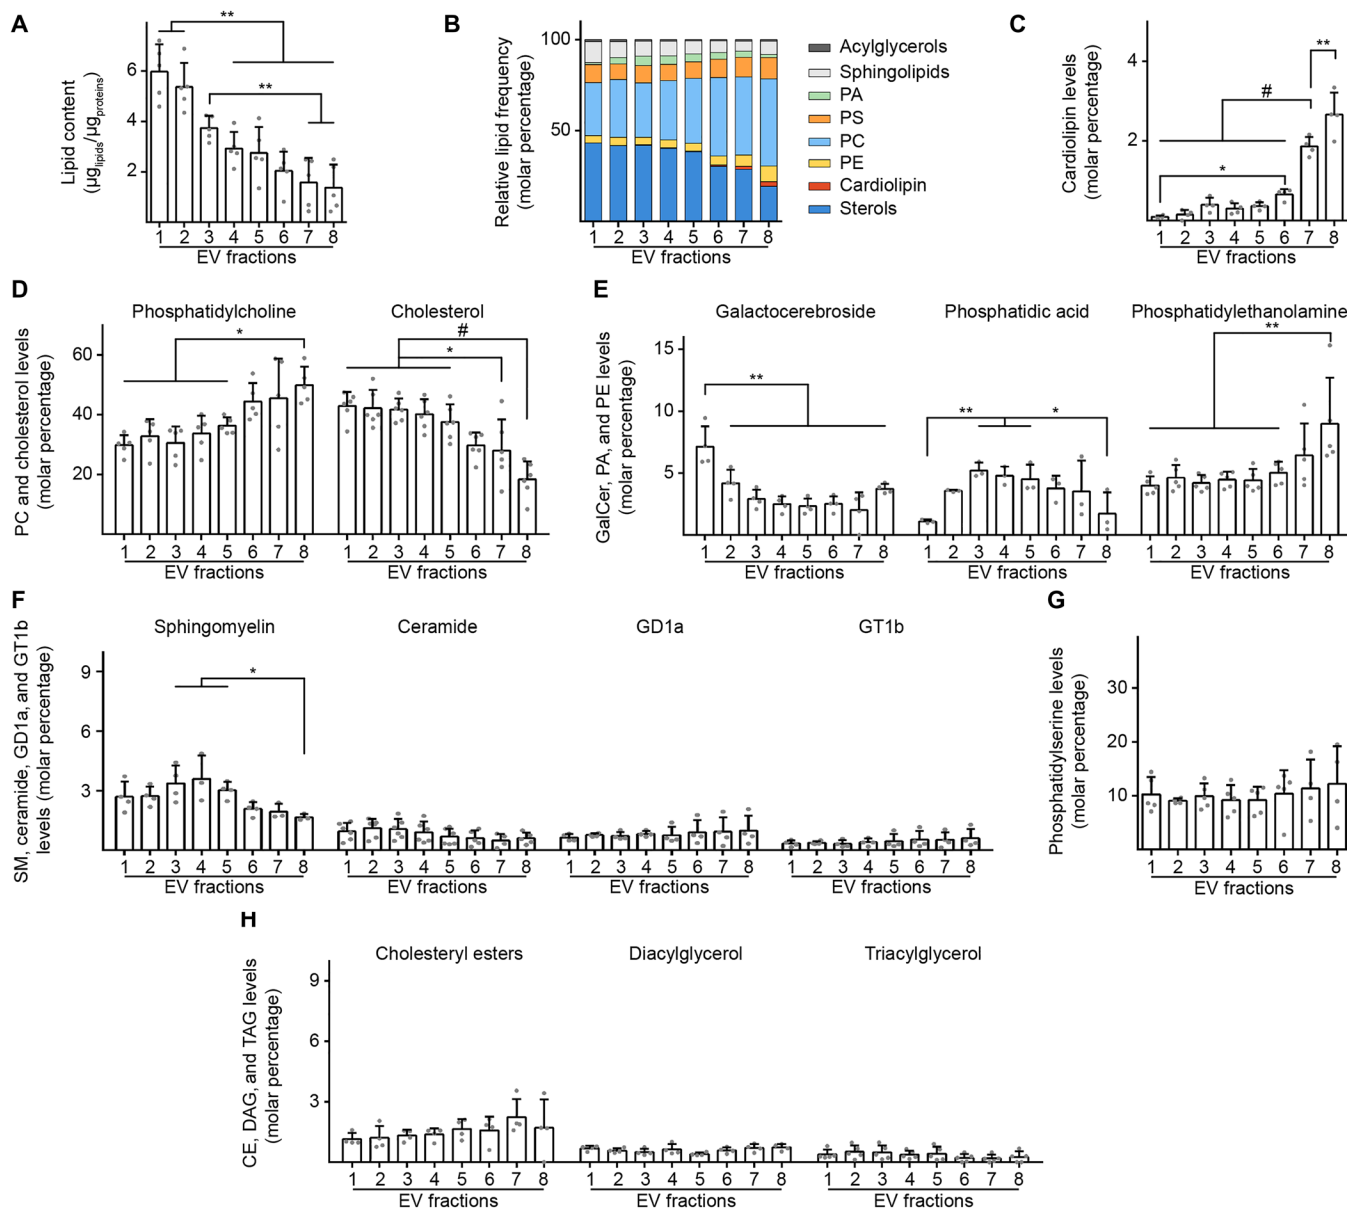 A
Lipid content
(µglipids/µgproteins)
6
4
2
**
**
1 2 3 4 5 6 7 8
EV fractions
B
Relative lipid frequency
(molar percentage)
100
50
1 2 3 4 5 6 7 8
EV fractions
Acylglycerols
Sphingolipids
PA
PS
PC
PE
Cardiolipin
Sterols
C
Cardiolipin levels
(molar percentage)
4
2
**
#
*
1 2 3 4 5 6 7 8
EV fractions
D
PC and cholesterol levels
(molar percentage)
Phosphatidylcholine
Cholesterol
60
40
20
*
#
*
1 2 3 4 5 6 7 8
1 2 3 4 5 6 7 8
EV fractions
EV fractions
E
GalCer, PA, and PE levels
(molar percentage)
Galactocerebroside
Phosphatidic acid
Phosphatidylethanolamine
15
10
5
**
**
*
**
1 2 3 4 5 6 7 8
1 2 3 4 5 6 7 8
1 2 3 4 5 6 7 8
EV fractions
EV fractions
EV fractions
F
SM, ceramide, GD1a, and GT1b
levels (molar percentage)
Sphingomyelin
Ceramide
GD1a
GT1b
9
6
3
*
1 2 3 4 5 6 7 8
1 2 3 4 5 6 7 8
1 2 3 4 5 6 7 8
1 2 3 4 5 6 7 8
EV fractions
EV fractions
EV fractions
EV fractions
G
Phosphatidylserine levels
(molar percentage)
30
20
10
1 2 3 4 5 6 7 8
EV fractions
H
CE, DAG, and TAG levels
(molar percentage)
Cholesteryl esters
Diacylglycerol
Triacylglycerol
9
6
3
1 2 3 4 5 6 7 8
1 2 3 4 5 6 7 8
1 2 3 4 5 6 7 8
EV fractions
EV fractions
EV fractions